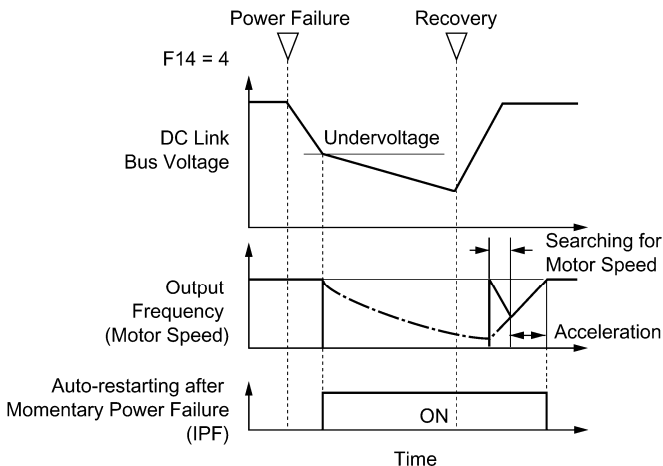 Power Failure
Recovery
F14 = 4
DC Link
Bus Voltage
Undervoltage
Searching for
Motor Speed
Output
Frequency
(Motor Speed)
Acceleration
Auto-restarting after
Momentary Power Failure
(IPF)
ON
Time